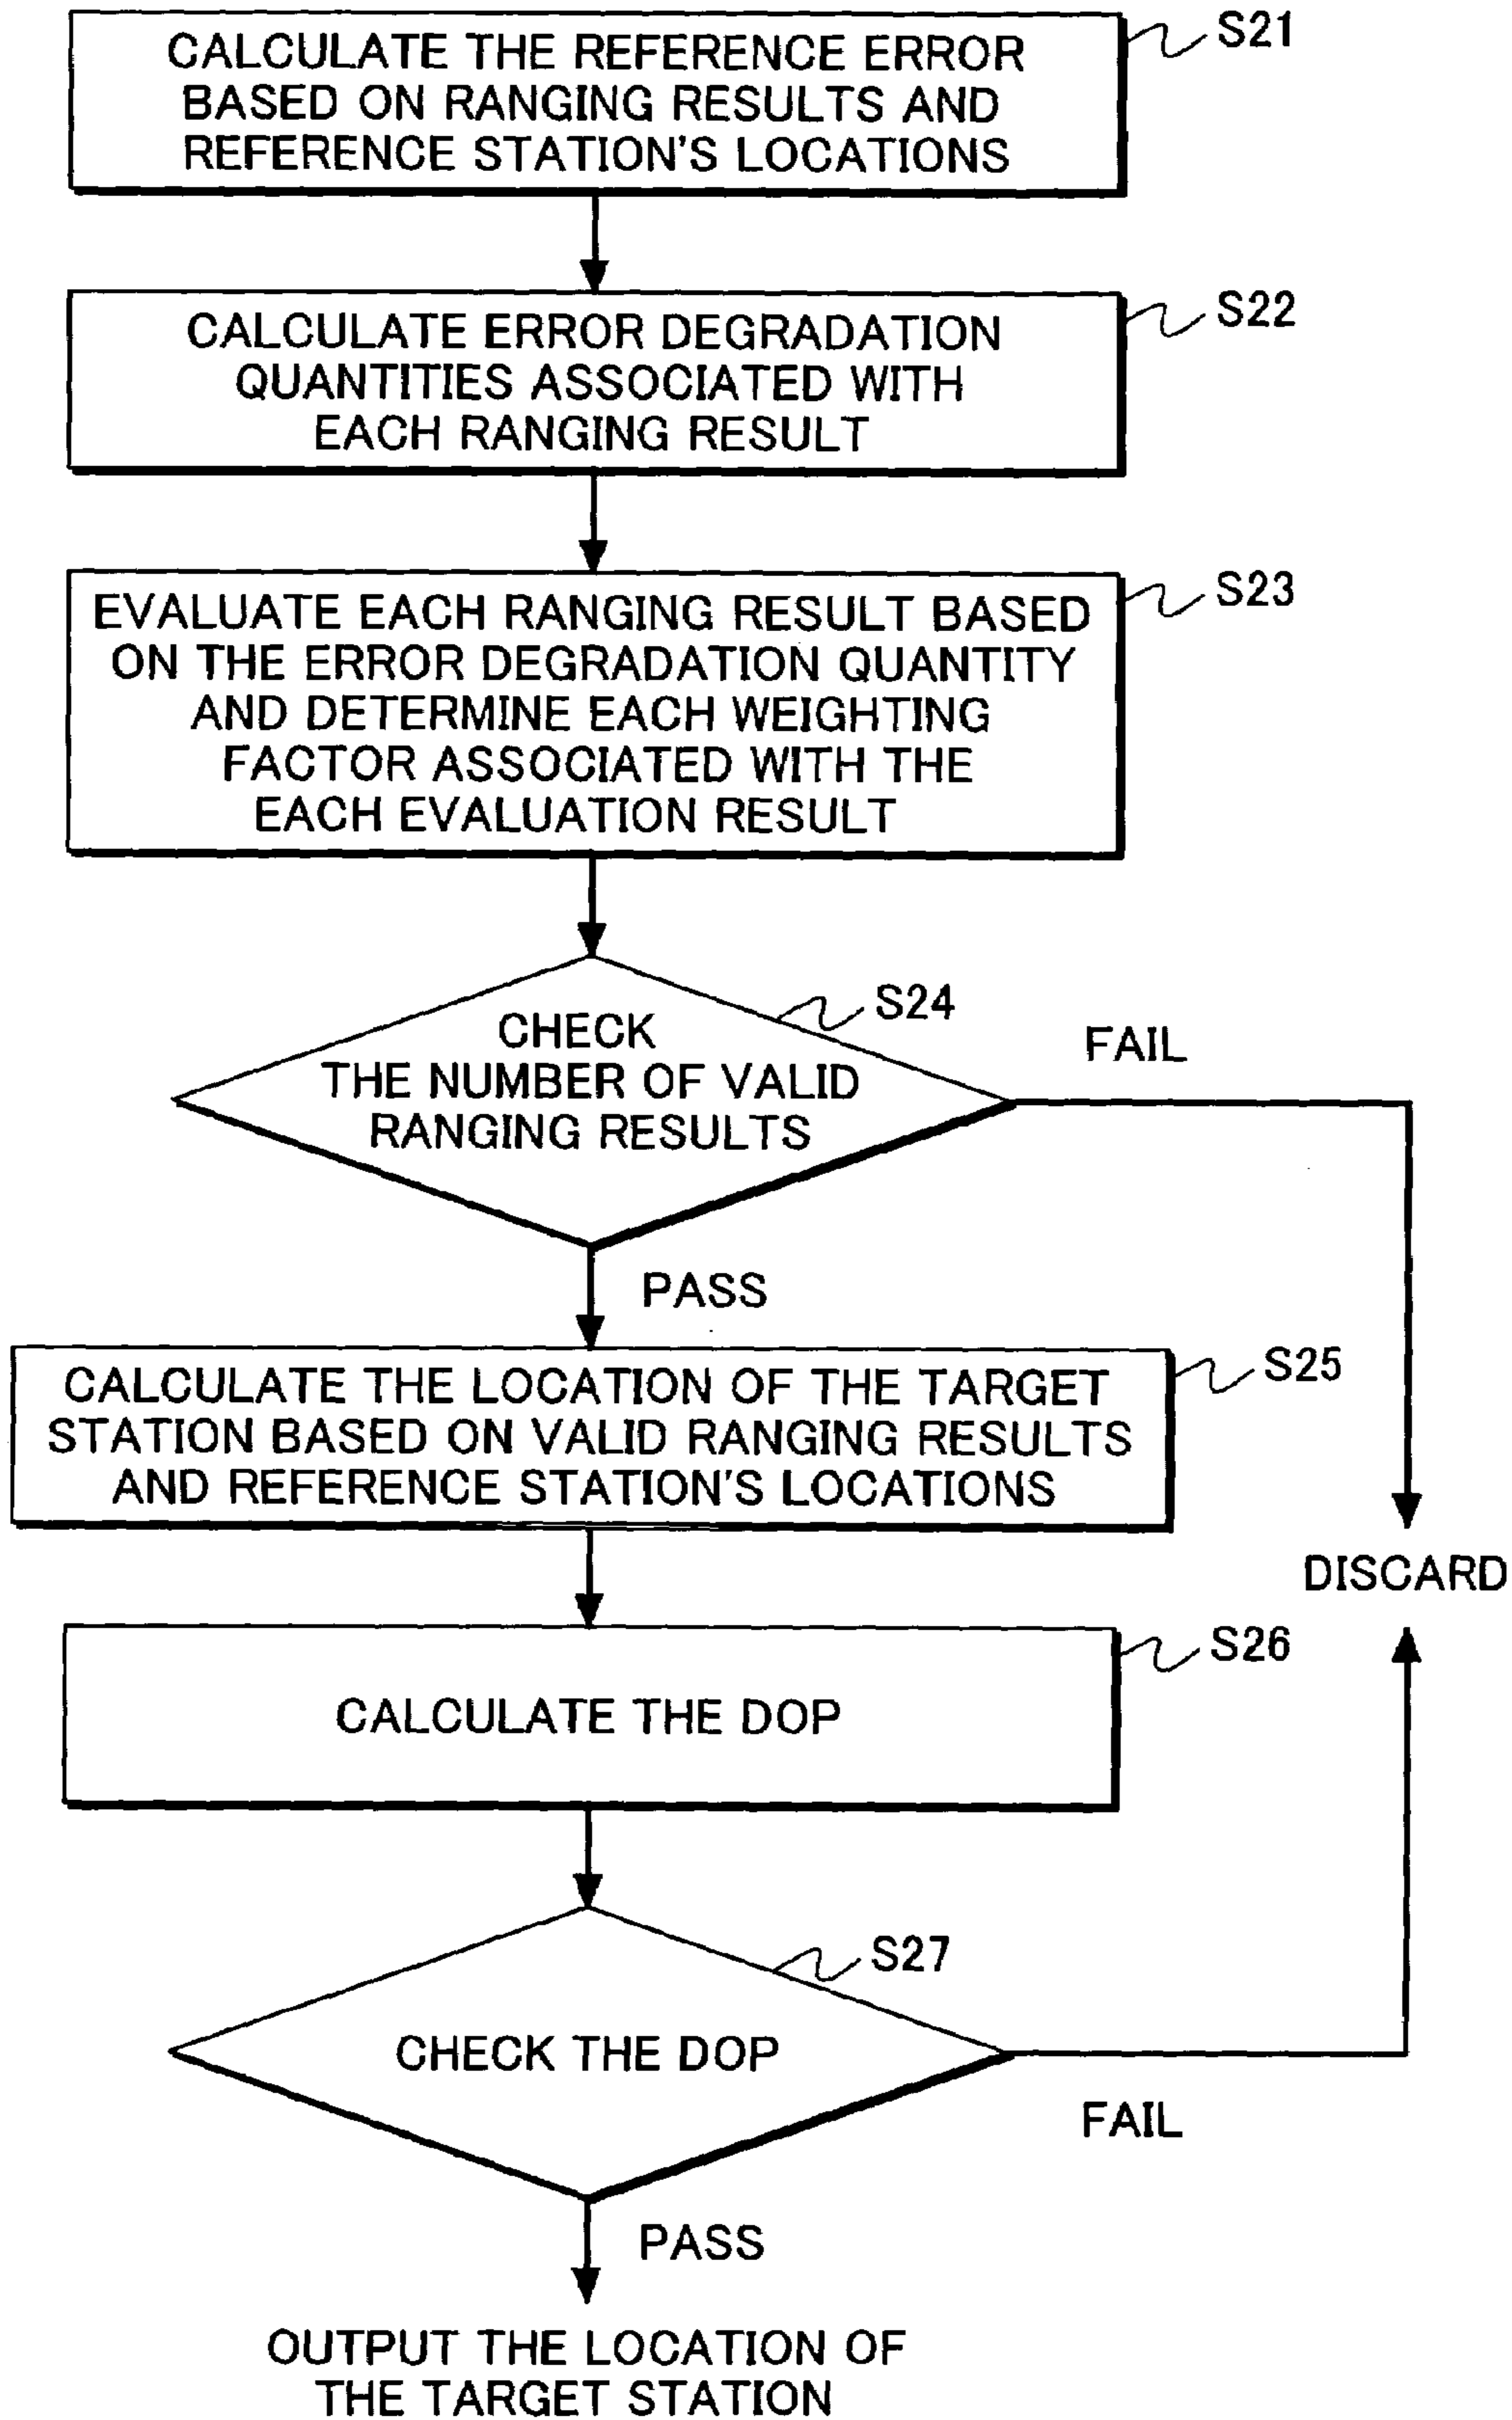 S21
CALCULATE THE REFERENCE ERROR
BASED ON RANGING RESULTS AND
REFERENCE STATION'S LOCATIONS
S22
CALCULATE ERROR DEGRADATION
QUANTITIES ASSOCIATED WITH
EACH RANGING RESULT
S23
EVALUATE EACH RANGING RESULT BASED
ON THE ERROR DEGRADATION QUANTITY
AND DETERMINE EACH WEIGHTING
FACTOR ASSOCIATED WITH THE
EACH EVALUATION RESULT
S24
CHECK
THE NUMBER OF VALID
RANGING RESULTS
FAIL
PASS
S25
CALCULATE THE LOCATION OF THE TARGET
STATION BASED ON VALID RANGING RESULTS
AND REFERENCE STATION'S LOCATIONS
DISCARD
S26
CALCULATE THE DOP
S27
CHECK THE DOP
FAIL
PASS
OUTPUT THE LOCATION OF
THE TARGET STATION